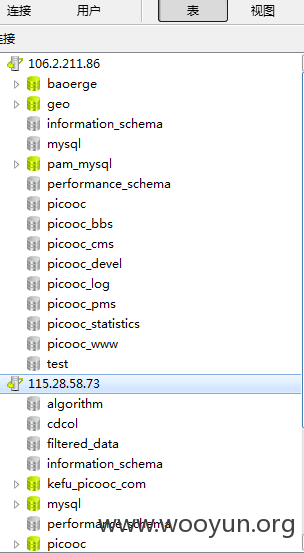 连接 用户 表 视图
连接
106.2.211.86
baoerge
geo
information_schema
mysql
pam_mysql
performance_schema
picooc
picooc_bbs
picooc_cms
picooc_devel
picooc_log
picooc_pms
picooc_statistics
picooc_www
test
115.28.58.73
algorithm
cdcol
filtered_data
information_schema
kefu_picooc_com
mysql
performance_schema
www.wooyun.org
picooc